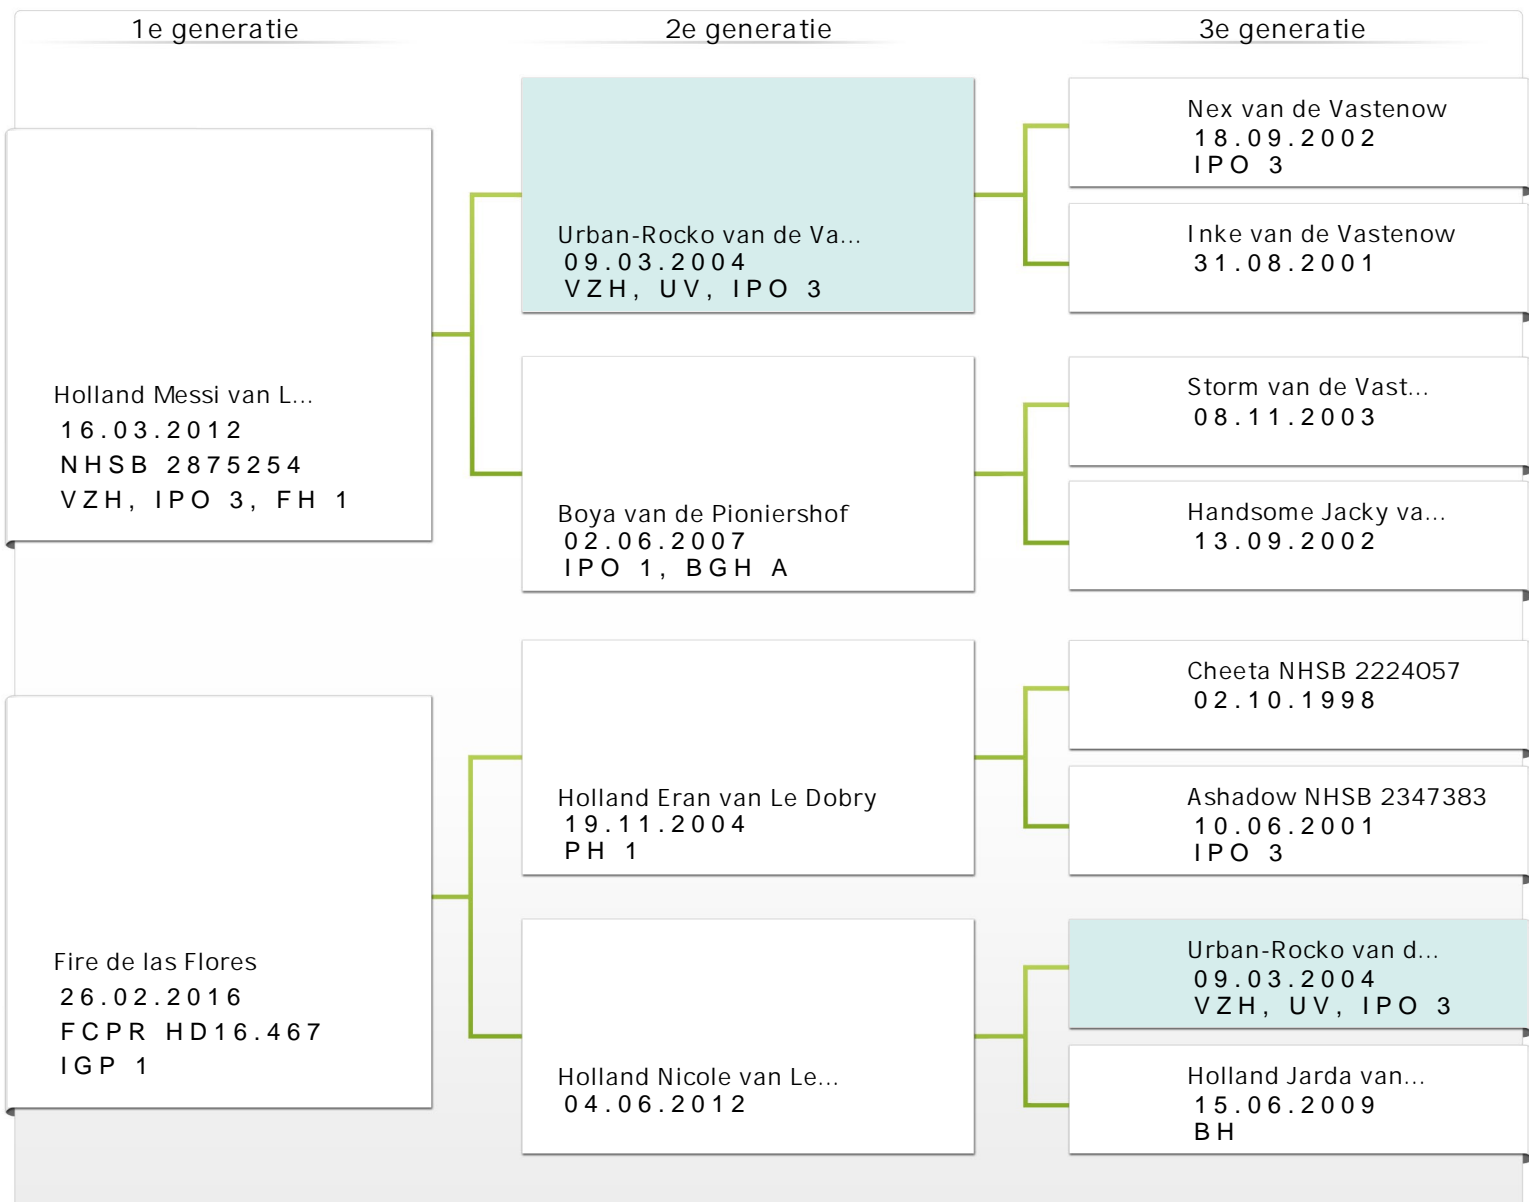 1e generatie
2e generatie
3e generatie
Holland Messi van L...
16.03.2012
NHSB 2875254
VZH, IPO 3, FH 1
Fire de las Flores
26.02.2016
FCPR HD16.467
IGP 1
Urban-Rocko van de Va...
09.03.2004
VZH, UV, IPO 3
Boya van de Pioniershof
02.06.2007
IPO 1, BGH A
Holland Eran van Le Dobry
19.11.2004
PH 1
Holland Nicole van Le...
04.06.2012
Nex van de Vastenow
18.09.2002
IPO 3
Inke van de Vastenow
31.08.2001
Storm van de Vast...
08.11.2003
Handsome Jacky va...
13.09.2002
Cheeta NHSB 2224057
02.10.1998
Ashadow NHSB 2347383
10.06.2001
IPO 3
Urban-Rocko van d...
09.03.2004
VZH, UV, IPO 3
Holland Jarda van...
15.06.2009
BH